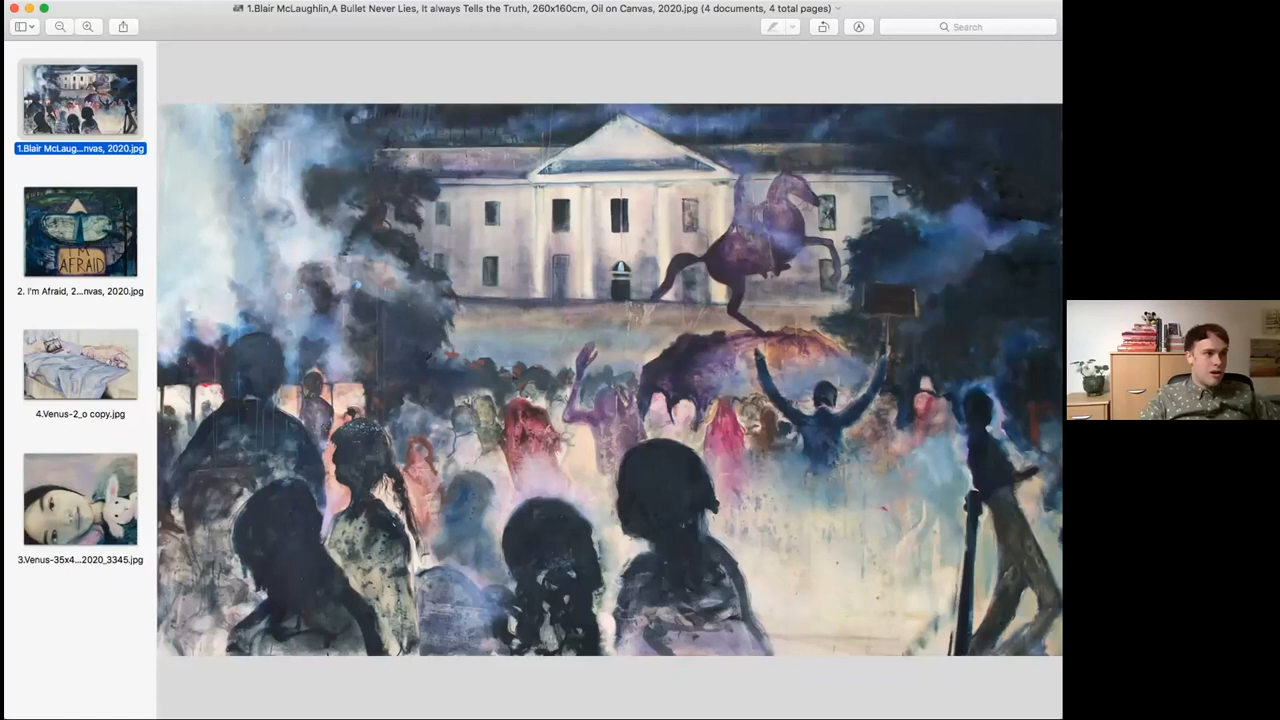 1.Blair McLaughlin,A Bullet Never Lies, It always Tells the Truth, 260x160cm, Oil on Canvas, 2020.jpg (4 documents, 4 total pages)
Search
1.Blair McLaug...nvas, 2020.jpg
I'M
AFRAID
2. I'm Afraid, 2...nvas, 2020.jpg
4.Venus-2_o copy.jpg
3.Venus-35x4...2020_3345.jpg